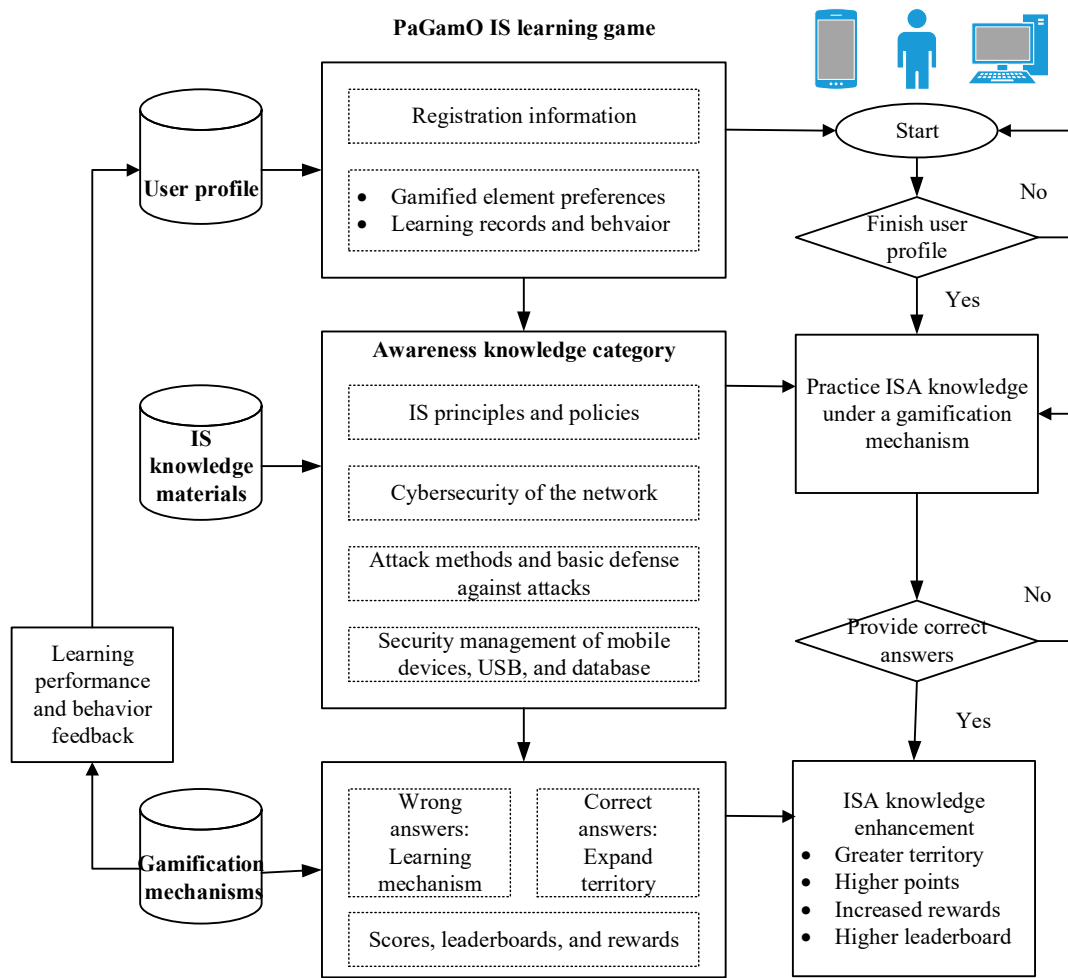 PaGamO IS learning game
Registration information
Start
User profile
• Gamified element preferences
• Learning records and behvaior
No
Finish user
profile
Yes
Awareness knowledge category
IS principles and policies
Practice ISA knowledge
under a gamification
mechanism
IS
knowledge
materials
Cybersecurity of the network
Attack methods and basic defense
against attacks
No
Provide correct
answers
Security management of mobile
devices, USB, and database
Learning
performance
and behavior
feedback
Yes
Gamification
mechanisms
Wrong
answers:
Learning
mechanism
Correct
answers:
Expand
territory
Scores, leaderboards, and rewards
ISA knowledge
enhancement
• Greater territory
• Higher points
• Increased rewards
• Higher leaderboard